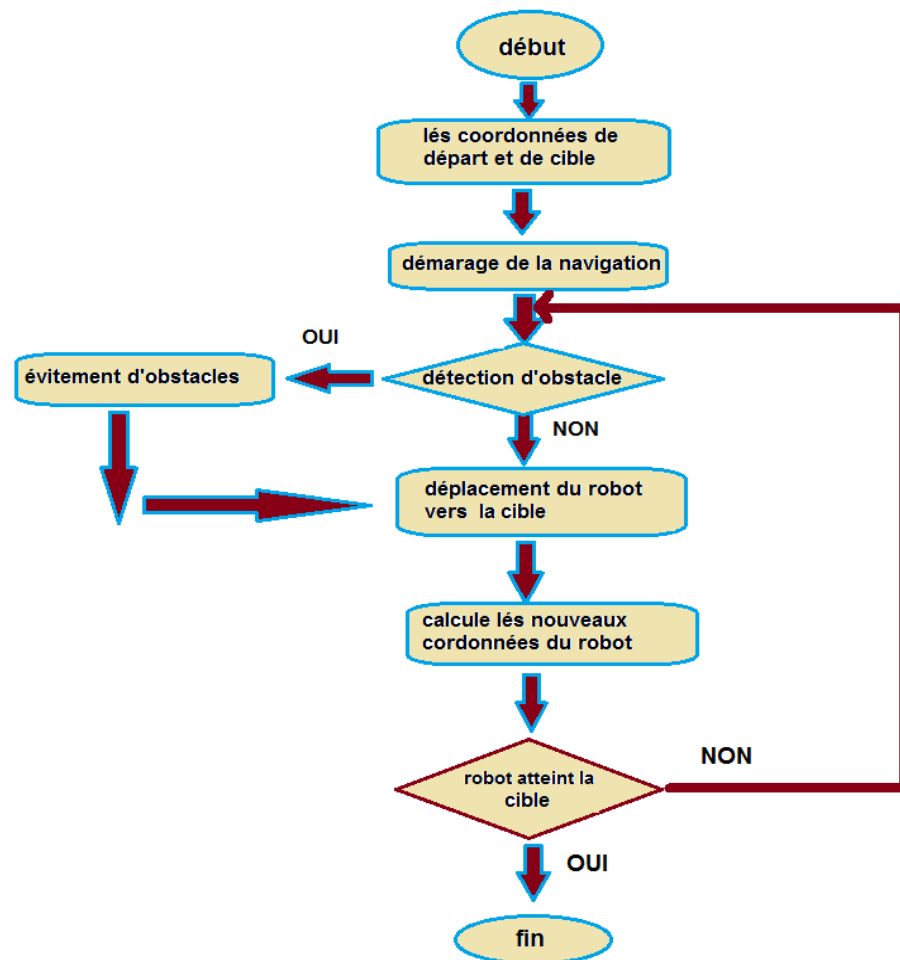 début
lés coordonnées de
départ et de cible
démarage de la navigation
OUI
évitement d'obstacles
détection d'obstacle
NON
déplacement du robot
vers la cible
calcule lés nouveaux
cordonnées du robot
robot atteint la
cible
NON
OUI
fin